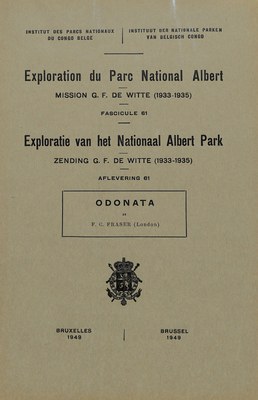 INSTITUT DES PARCS NATIONAUX
DU CONGO BELGE
INSTITUUT DER NATIONALE PARKEN
VAN BELGISCH CONGO
Exploration du Parc National Albert
MISSION G. F. DE WITTE (1933-1935)
FASCICULE 61
Exploratie van het Nationaal Albert Park
ZENDING G. F. DE WITTE (1933-1935)
AFLEVERING 61
ODONATA
F. C. FRASER (London)
BRUXELLES
1949
BRUSSEL
1949